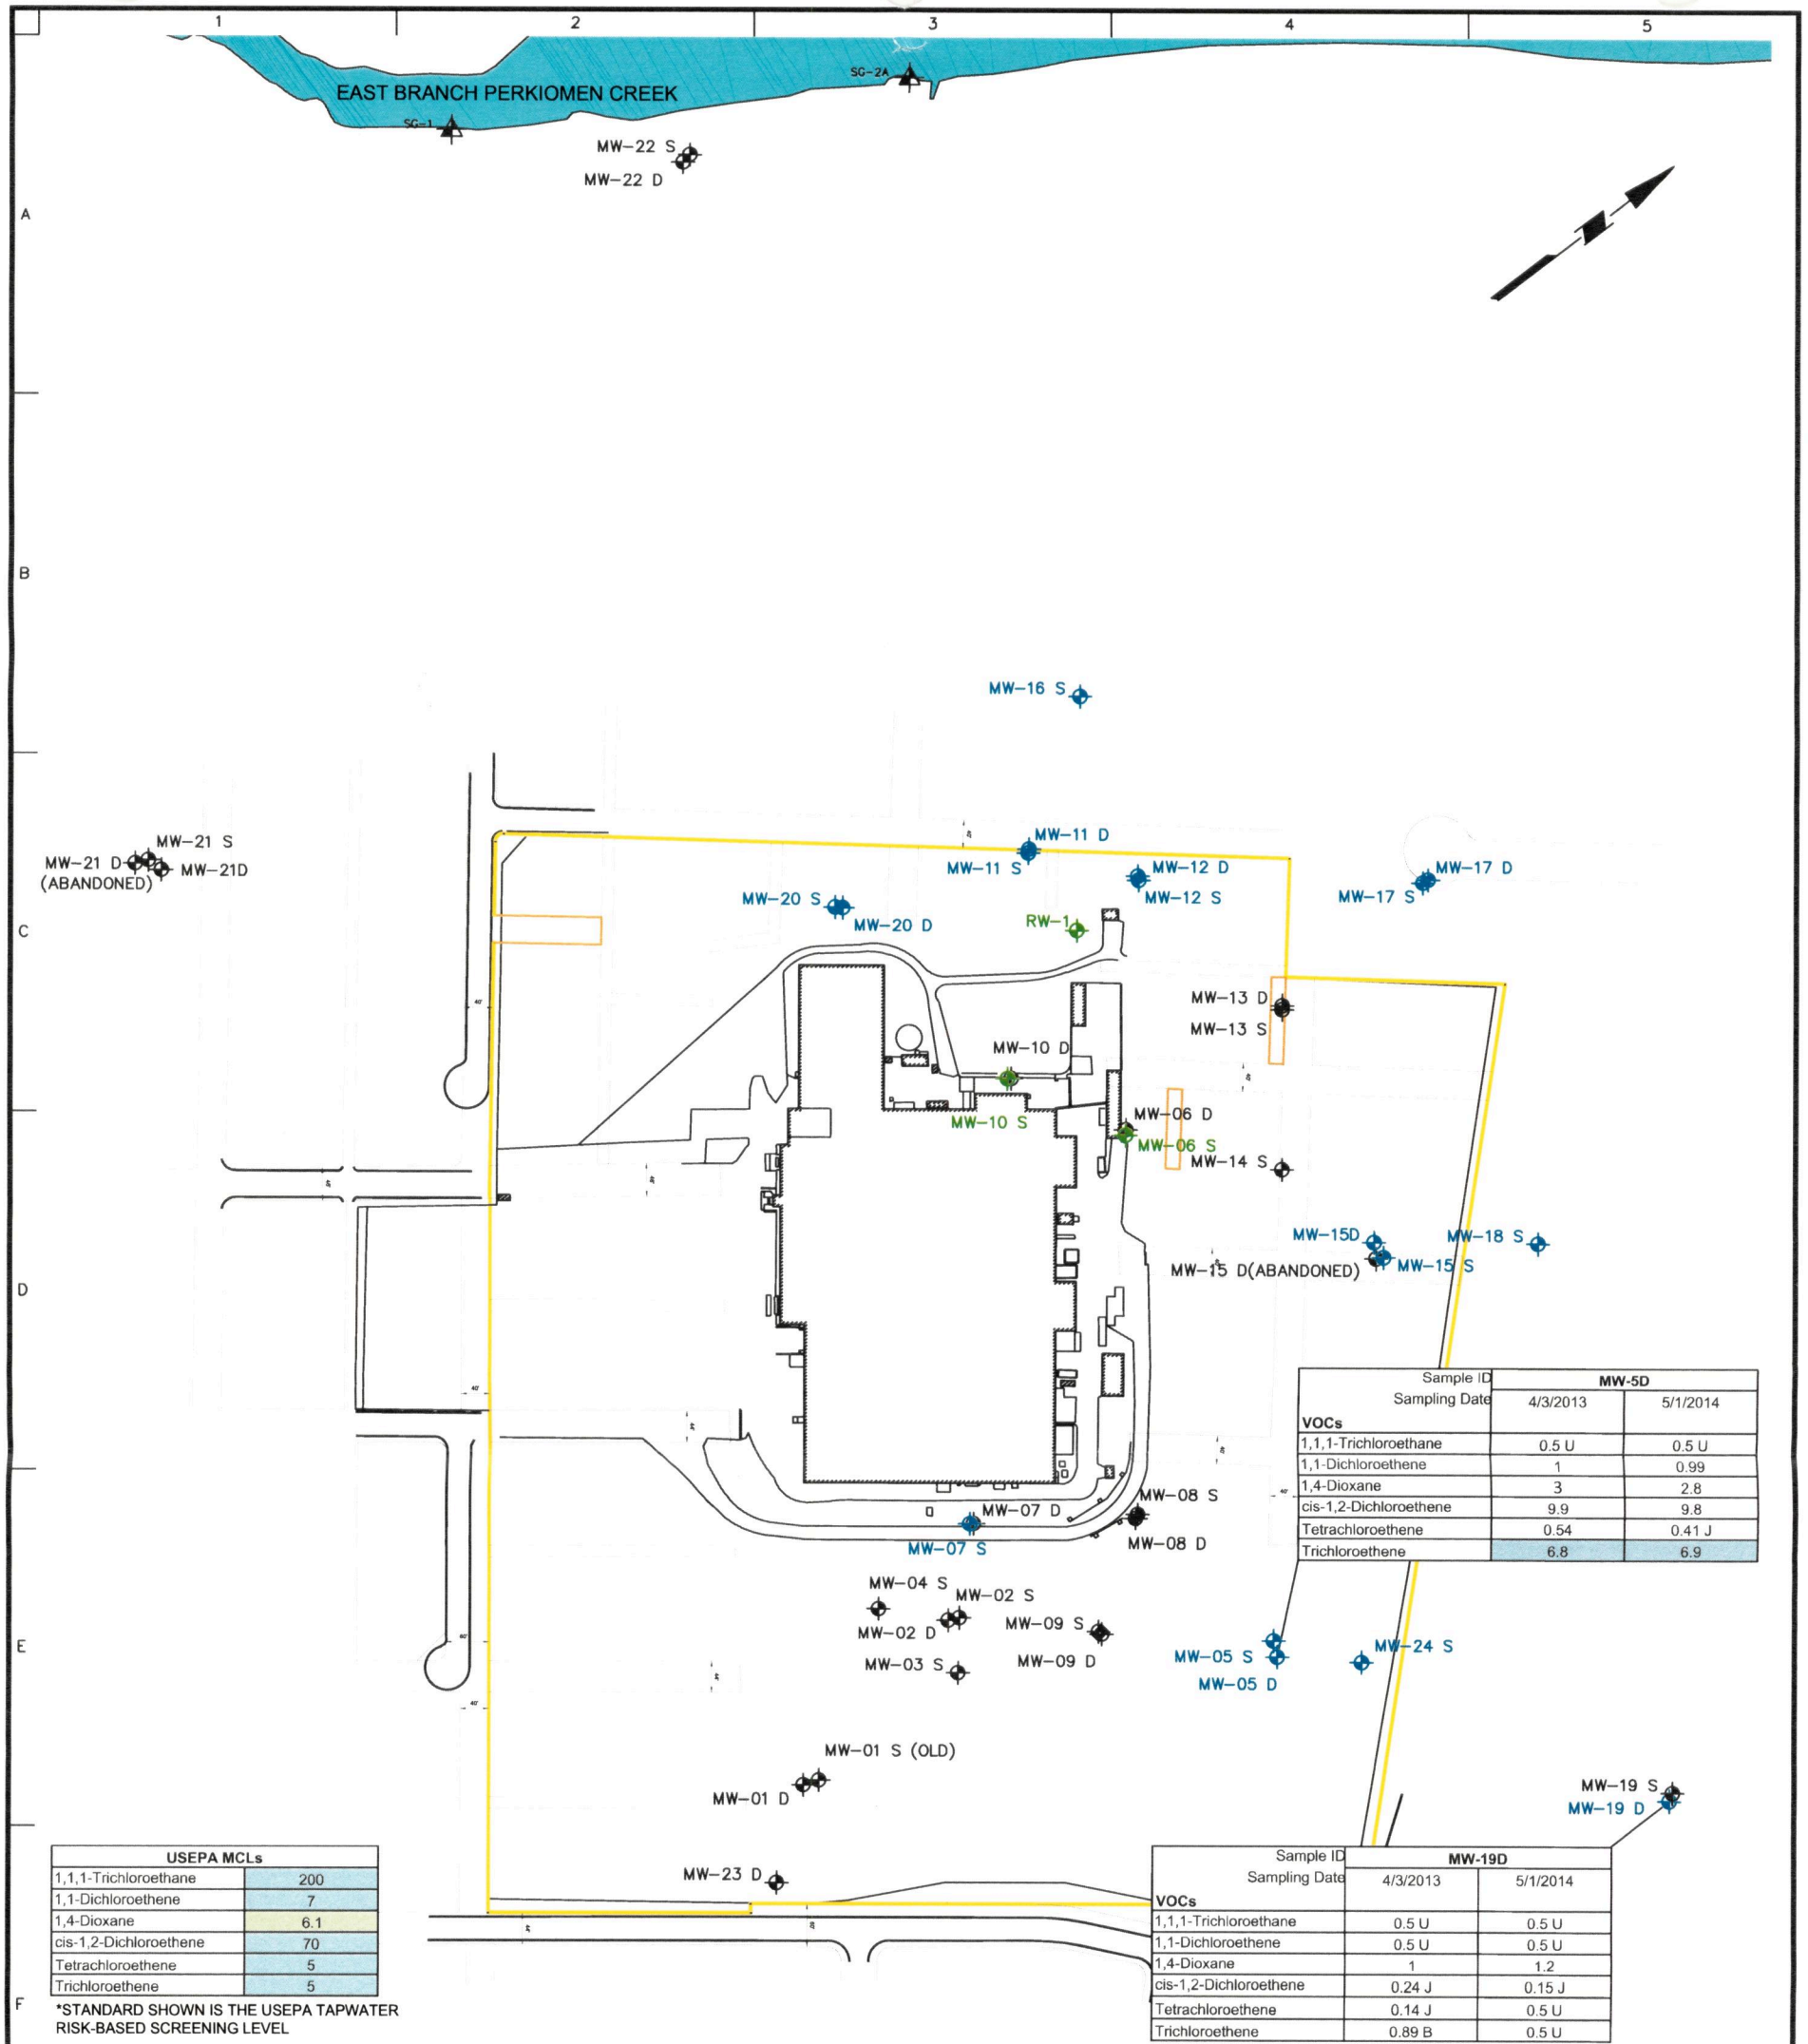 1 2 3 4 5
SG-2A
EAST BRANCH PERKIOMEN CREEK
SG-1
MW-22 S
MW-22 D
A
B
MW-16 S
MW-11 D
MW-11 S
MW-12 D
MW-12 S
MW-17 D
MW-17 S
MW-21 S
MW-21 D
(ABANDONED)
MW-21D
MW-20 S
MW-20 D
RW-1
C
MW-13 D
MW-13 S
40'
MW-10 D
MW-10 S
MW-06 D
MW-06 S
MW-14 S
MW-15D
MW-18 S
MW-15 S
MW-15 D(ABANDONED)
D
40'
Sample ID MW-5D
Sampling Date 4/3/2013 5/1/2014
VOCs
1,1,1-Trichloroethane 0.5 U 0.5 U
1,1-Dichloroethene 1 0.99
1,4-Dioxane 3 2.8
cis-1,2-Dichloroethene 9.9 9.8
Tetrachloroethene 0.54 0.41 J
Trichloroethene 6.8 6.9
40'
MW-08 S
MW-07 D
MW-08 D
MW-07 S
MW-04 S
MW-02 S
MW-02 D
MW-09 S
MW-09 D
MW-03 S
E
MW-05 S
MW-05 D
MW-24 S
40'
MW-01 S (OLD)
MW-01 D
MW-19 S
MW-19 D
MW-23 D
USEPA MCLs
1,1,1-Trichloroethane 200
1,1-Dichloroethene 7
1,4-Dioxane 6.1
cis-1,2-Dichloroethene 70
Tetrachloroethene 5
Trichloroethene 5
F
*STANDARD SHOWN IS THE USEPA TAPWATER
RISK-BASED SCREENING LEVEL
Sample ID MW-19D
Sampling Date 4/3/2013 5/1/2014
VOCs
1,1,1-Trichloroethane 0.5 U 0.5 U
1,1-Dichloroethene 0.5 U 0.5 U
1,4-Dioxane 1 1.2
cis-1,2-Dichloroethene 0.24 J 0.15 J
Tetrachloroethene 0.14 J 0.5 U
Trichloroethene 0.89 B 0.5 U